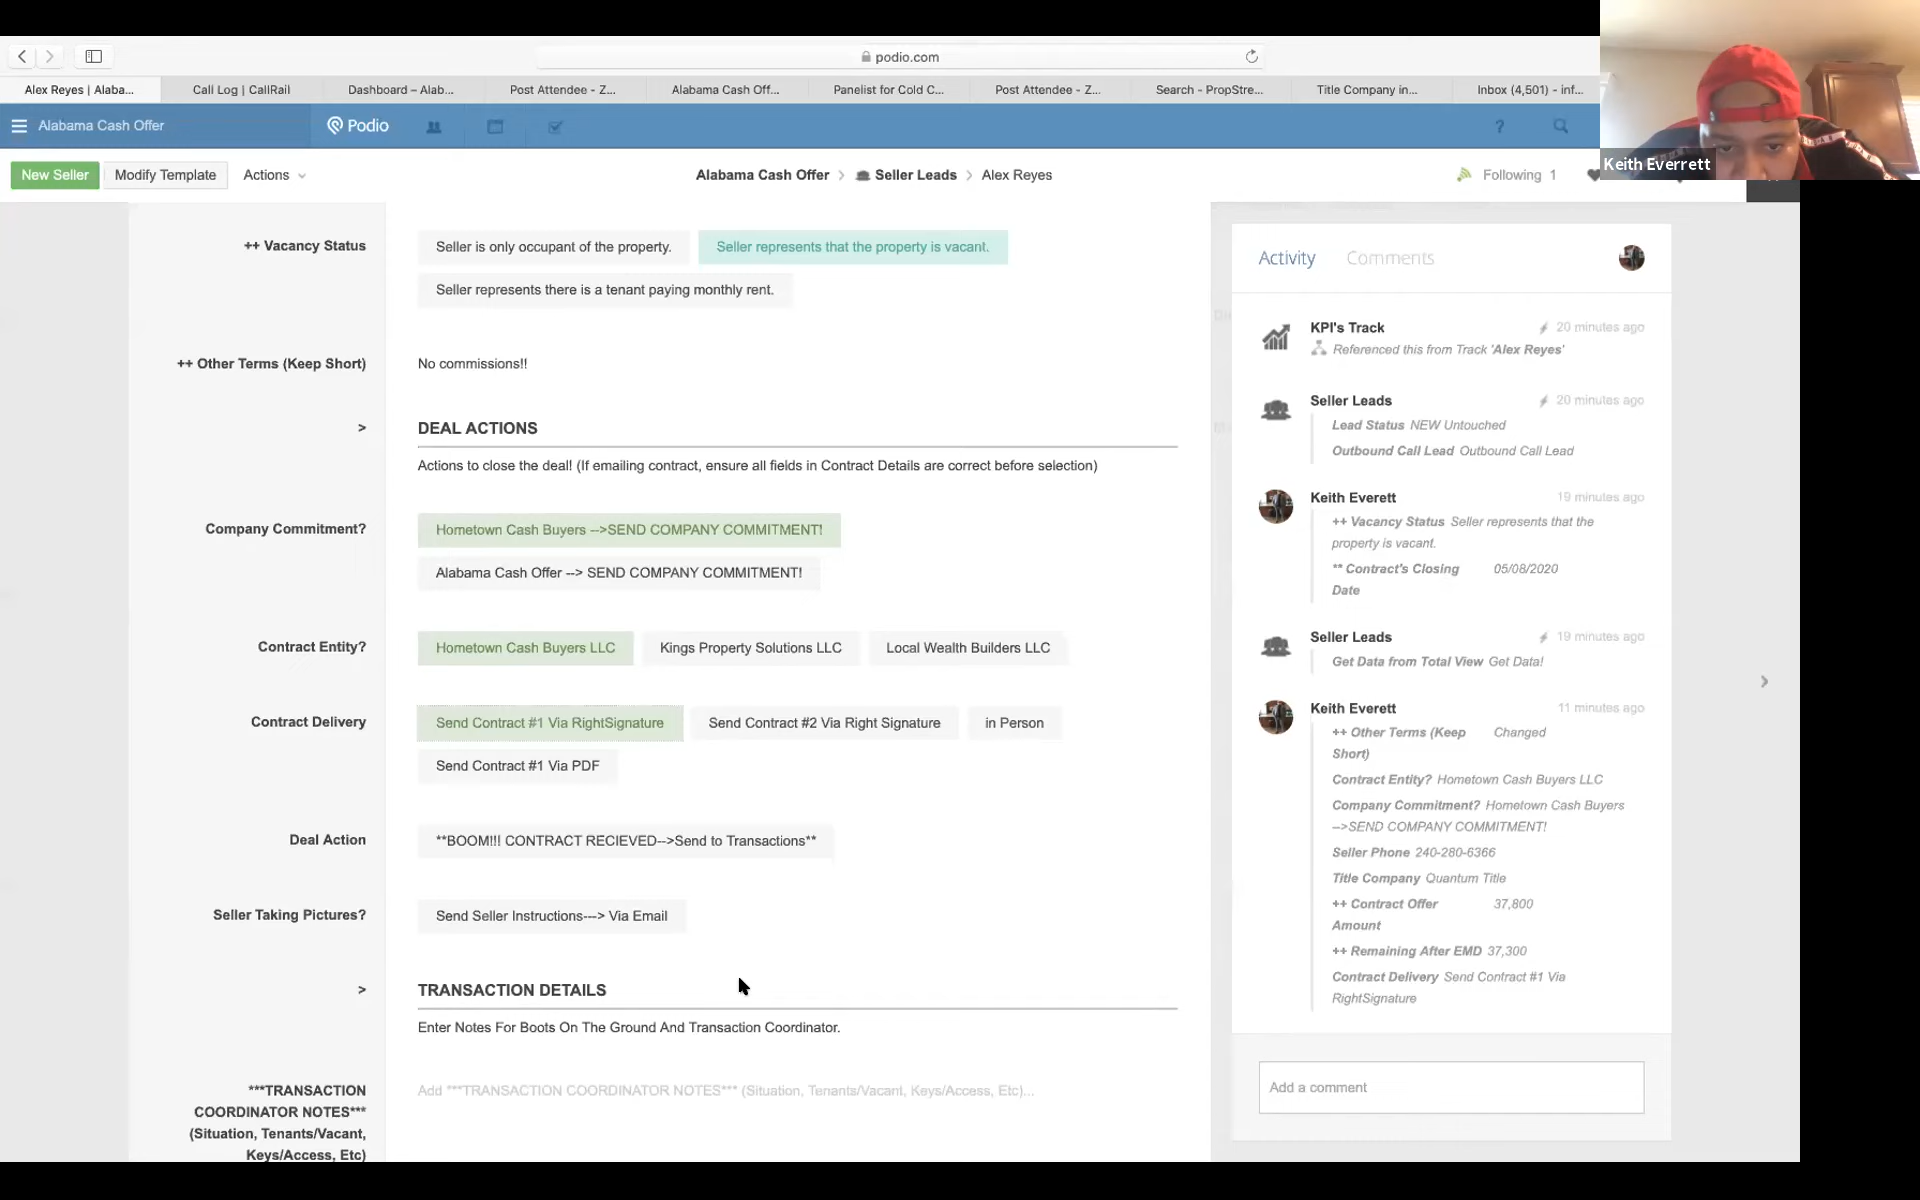 podio.com
Alex Reyes | Alaba...
Call Log | CallRail
Dashboard – Alab...
Post Attendee - Z...
Alabama Cash Off...
Panelist for Cold C...
Post Attendee - Z...
Search - PropStre...
Title Company in...
Inbox (4,501) - inf...
Alabama Cash Offer
Podio
?
Keith Everrett
New Seller
Modify Template
Actions
Alabama Cash Offer > Seller Leads > Alex Reyes
Following 1
++ Vacancy Status
Seller is only occupant of the property.
Seller represents that the property is vacant.
Seller represents there is a tenant paying monthly rent.
++ Other Terms (Keep Short)
No commissions!!
>
DEAL ACTIONS
Actions to close the deal! (If emailing contract, ensure all fields in Contract Details are correct before selection)
Company Commitment?
Hometown Cash Buyers -->SEND COMPANY COMMITMENT!
Alabama Cash Offer --> SEND COMPANY COMMITMENT!
Contract Entity?
Hometown Cash Buyers LLC
Kings Property Solutions LLC
Local Wealth Builders LLC
Contract Delivery
Send Contract #1 Via RightSignature
Send Contract #2 Via Right Signature
in Person
Send Contract #1 Via PDF
Deal Action
**BOOM!!! CONTRACT RECIEVED-->Send to Transactions**
Seller Taking Pictures?
Send Seller Instructions---> Via Email
>
TRANSACTION DETAILS
Enter Notes For Boots On The Ground And Transaction Coordinator.
***TRANSACTION
COORDINATOR NOTES***
(Situation, Tenants/Vacant,
Keys/Access, Etc)
Add ***TRANSACTION COORDINATOR NOTES*** (Situation, Tenants/Vacant, Keys/Access, Etc)...
Activity
Comments
KPI's Track
20 minutes ago
Referenced this from Track 'Alex Reyes'
Seller Leads
20 minutes ago
Lead Status NEW Untouched
Outbound Call Lead Outbound Call Lead
Keith Everett
19 minutes ago
++ Vacancy Status Seller represents that the
property is vacant.
** Contract's Closing 05/08/2020
Date
Seller Leads
19 minutes ago
Get Data from Total View Get Data!
Keith Everett
11 minutes ago
++ Other Terms (Keep Changed
Short)
Contract Entity? Hometown Cash Buyers LLC
Company Commitment? Hometown Cash Buyers
-->SEND COMPANY COMMITMENT!
Seller Phone 240-280-6366
Title Company Quantum Title
++ Contract Offer 37,800
Amount
++ Remaining After EMD 37,300
Contract Delivery Send Contract #1 Via
RightSignature
Add a comment